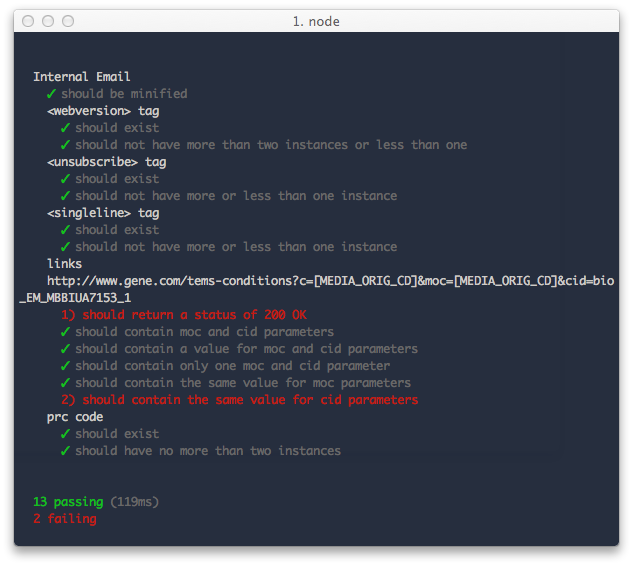 1. node
Internal Email
✓ should be minified
<webversion> tag
✓ should exist
✓ should not have more than two instances or less than one
<unsubscribe> tag
✓ should exist
✓ should not have more or less than one instance
<singleline> tag
✓ should exist
✓ should not have more or less than one instance
links
http://www.gene.com/tems-conditions?c=[MEDIA_ORIG_CD]&moc=[MEDIA_ORIG_CD]&cid=bio
_EM_MBBIUA7153_1
1) should return a status of 200 OK
✓ should contain moc and cid parameters
✓ should contain a value for moc and cid parameters
✓ should contain only one moc and cid parameter
✓ should contain the same value for moc parameters
2) should contain the same value for cid parameters
prc code
✓ should exist
✓ should have no more than two instances
13 passing (119ms)
2 failing